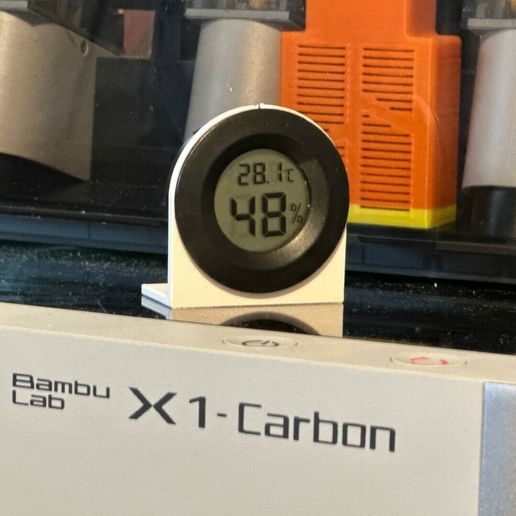 28.1℃
48%
Bambu
Lab
X1-Carbon